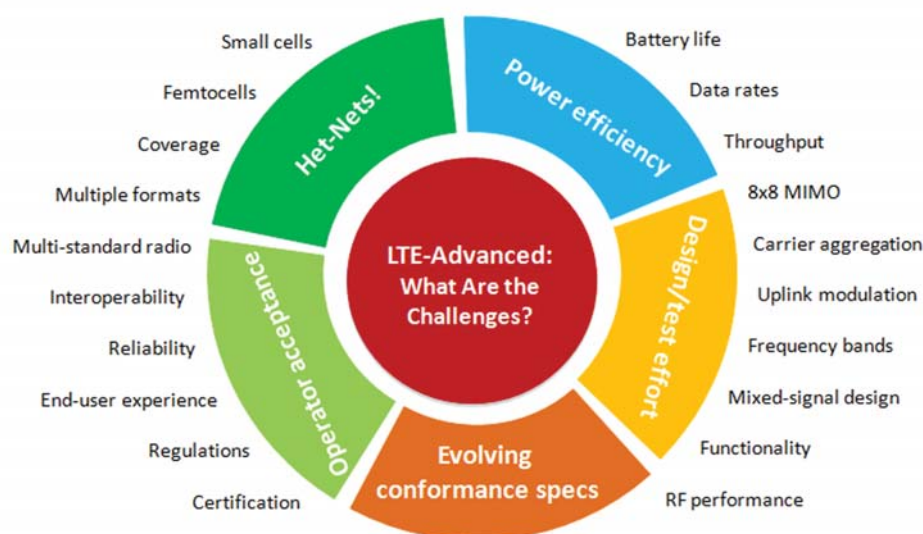 Small cells
Femtocells
Coverage
Multiple formats
Multi-standard radio
Interoperability
Reliability
End-user experience
Regulations
Certification
Het-Nets!
Power efficiency
Operator acceptance
LTE-Advanced:
What Are the
Challenges?
Design/test effort
Evolving
conformance specs
Battery life
Data rates
Throughput
8x8 MIMO
Carrier aggregation
Uplink modulation
Frequency bands
Mixed-signal design
Functionality
RF performance